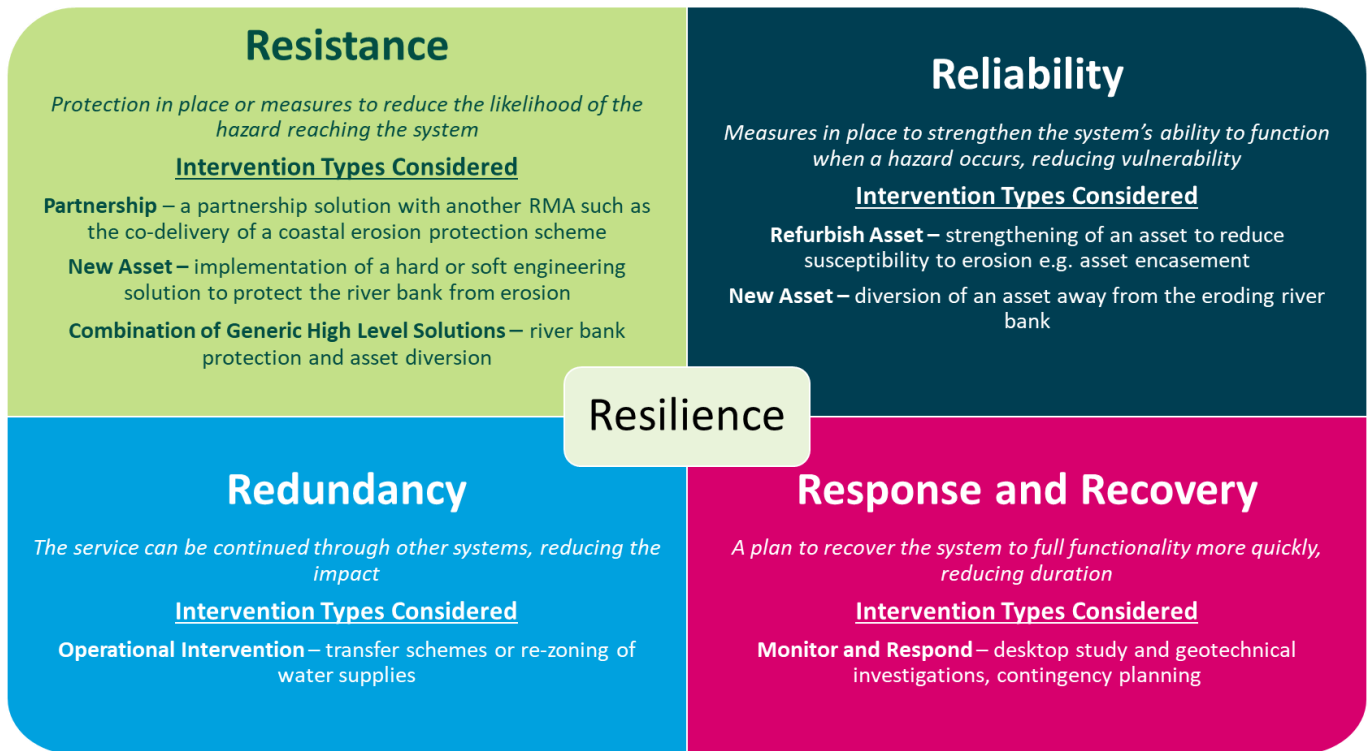 Resistance
Protection in place or measures to reduce the likelihood of the
hazard reaching the system
Intervention Types Considered
Partnership – a partnership solution with another RMA such as
the co-delivery of a coastal erosion protection scheme
New Asset – implementation of a hard or soft engineering
solution to protect the river bank from erosion
Combination of Generic High Level Solutions – river bank
protection and asset diversion
Reliability
Measures in place to strengthen the system's ability to function
when a hazard occurs, reducing vulnerability
Intervention Types Considered
Refurbish Asset – strengthening of an asset to reduce
susceptibility to erosion e.g. asset encasement
New Asset – diversion of an asset away from the eroding river
bank
Resilience
Redundancy
The service can be continued through other systems, reducing the
impact
Intervention Types Considered
Operational Intervention – transfer schemes or re-zoning of
water supplies
Response and Recovery
A plan to recover the system to full functionality more quickly,
reducing duration
Intervention Types Considered
Monitor and Respond – desktop study and geotechnical
investigations, contingency planning